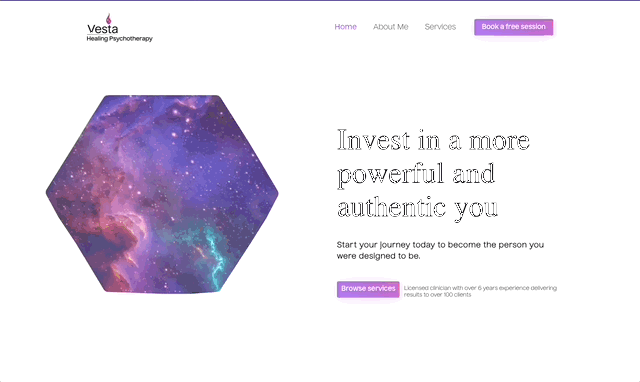 Vesta
Healing Psychotherapy
Home
About Me
Services
Book a free session
Invest in a more
powerful and
authentic you
Start your journey today to become the person you
were designed to be.
Browse services
Licensed clinician with over 6 years experience delivering
results to over 100 clients